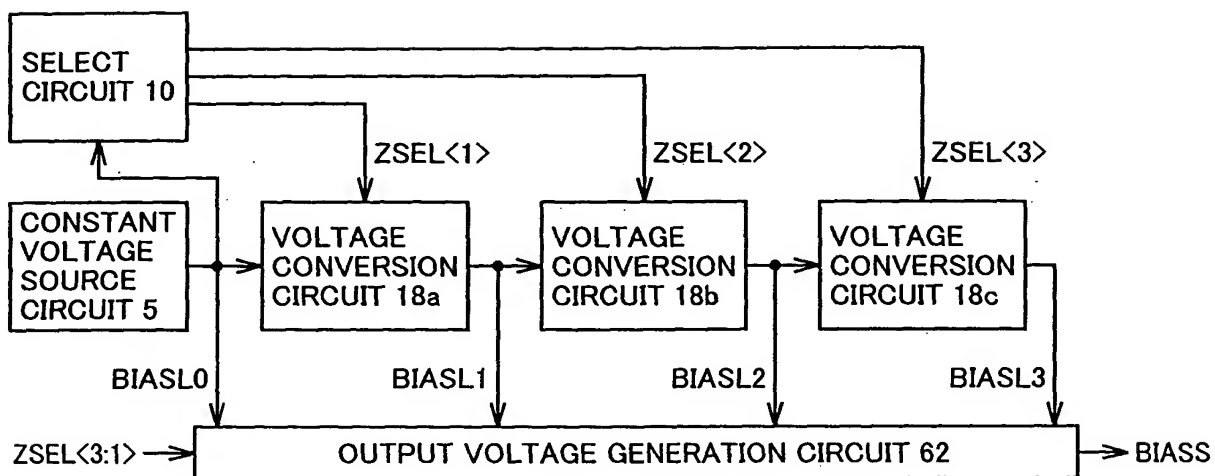 SELECT
CIRCUIT 10
ZSEL<1>
ZSEL<2>
ZSEL<3>
CONSTANT
VOLTAGE
SOURCE
CIRCUIT 5
VOLTAGE
CONVERSION
CIRCUIT 18a
VOLTAGE
CONVERSION
CIRCUIT 18b
VOLTAGE
CONVERSION
CIRCUIT 18c
BIASL0
BIASL1
BIASL2
BIASL3
ZSEL<3:1>
OUTPUT VOLTAGE GENERATION CIRCUIT 62
BIASS